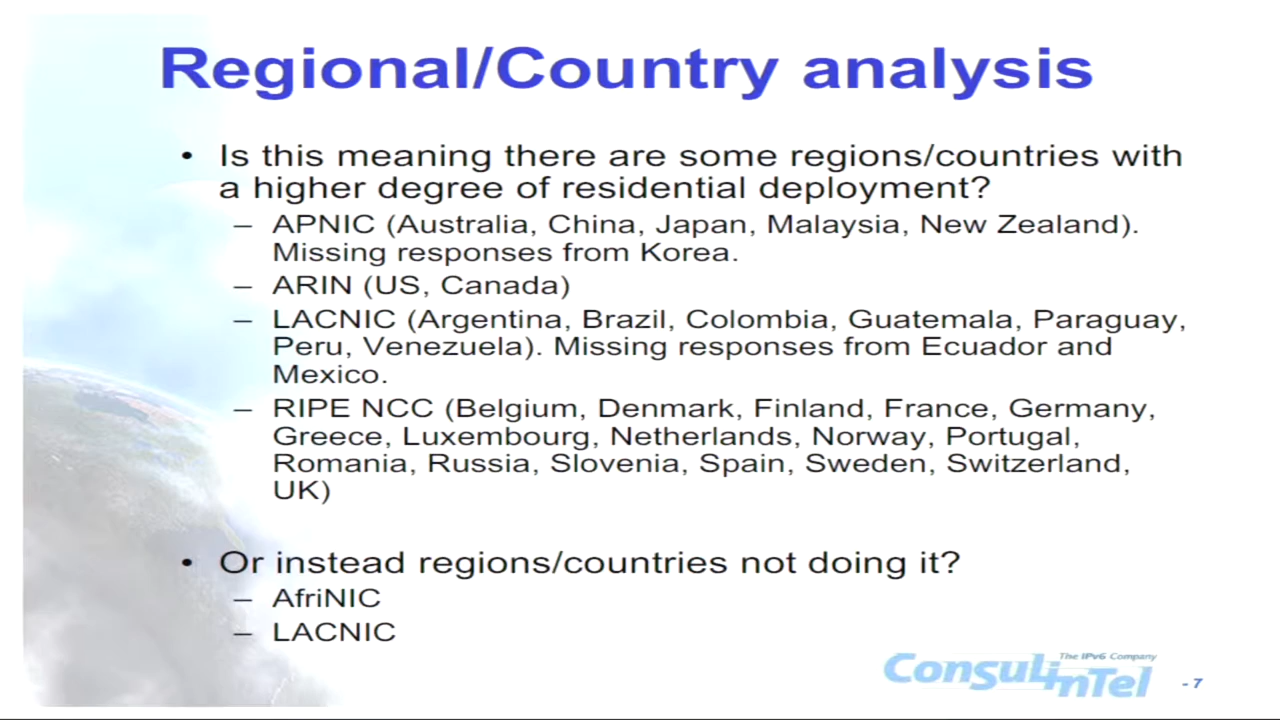 Regional/Country analysis
• Is this meaning there are some regions/countries with
a higher degree of residential deployment?
– APNIC (Australia, China, Japan, Malaysia, New Zealand).
Missing responses from Korea.
– ARIN (US, Canada)
– LACNIC (Argentina, Brazil, Colombia, Guatemala, Paraguay,
Peru, Venezuela). Missing responses from Ecuador and
Mexico.
– RIPE NCC (Belgium, Denmark, Finland, France, Germany,
Greece, Luxembourg, Netherlands, Norway, Portugal,
Romania, Russia, Slovenia, Spain, Sweden, Switzerland,
UK)
• Or instead regions/countries not doing it?
– AfriNIC
– LACNIC
The IPv6 Company
Consulintel
- 7